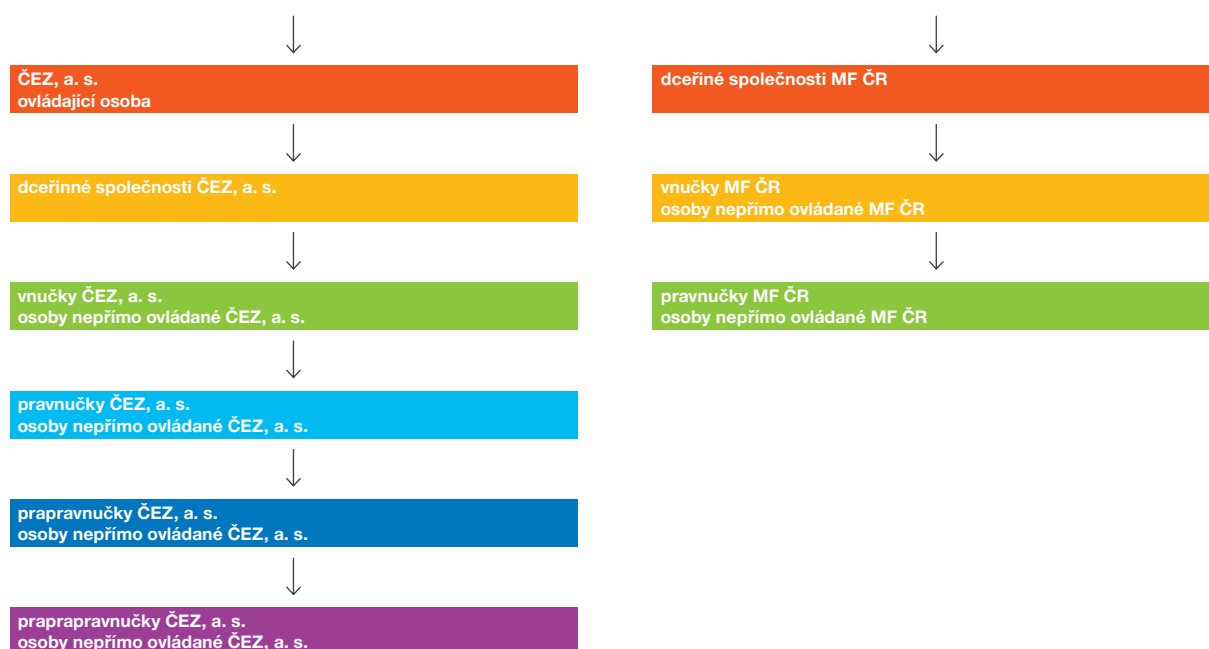 ČEZ, a. s.
ovládající osoba
dceřiné společnosti MF ČR
dceřinné společnosti ČEZ, a. s.
vnučky MF ČR
osoby nepřímo ovládané MF ČR
vnučky ČEZ, a. s.
osoby nepřímo ovládané ČEZ, a. s.
pravnučky MF ČR
osoby nepřímo ovládané MF ČR
pravnučky ČEZ, a. s.
osoby nepřímo ovládané ČEZ, a. s.
prapravnučky ČEZ, a. s.
osoby nepřímo ovládané ČEZ, a. s.
praprapravnučky ČEZ, a. s.
osoby nepřímo ovládané ČEZ, a. s.